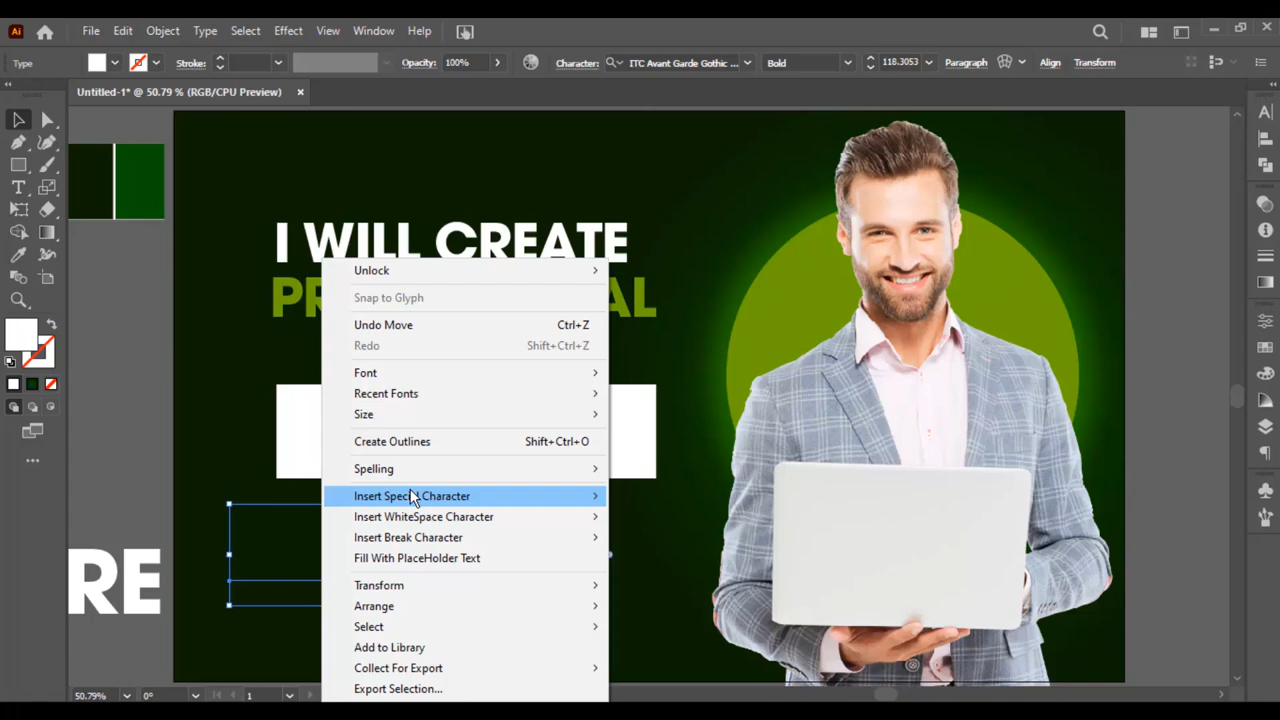 Ai
File Edit Object Type Select Effect View Window Help
Type Stroke: Opacity: 100% Character: ITC Avant Garde Gothic ... Bold 118.3053 Paragraph Align Transform
Untitled-1* @ 50.79 % (RGB/CPU Preview) ×
I WILL CREATE
PR AL
Unlock
Snap to Glyph
Undo Move Ctrl+Z
Redo Shift+Ctrl+Z
Font
Recent Fonts
Size
Create Outlines Shift+Ctrl+O
Spelling
Insert Special Character
Insert WhiteSpace Character
Insert Break Character
Fill With PlaceHolder Text
Transform
Arrange
Select
Add to Library
Collect For Export
Export Selection...
RE
50.79% 0° 1